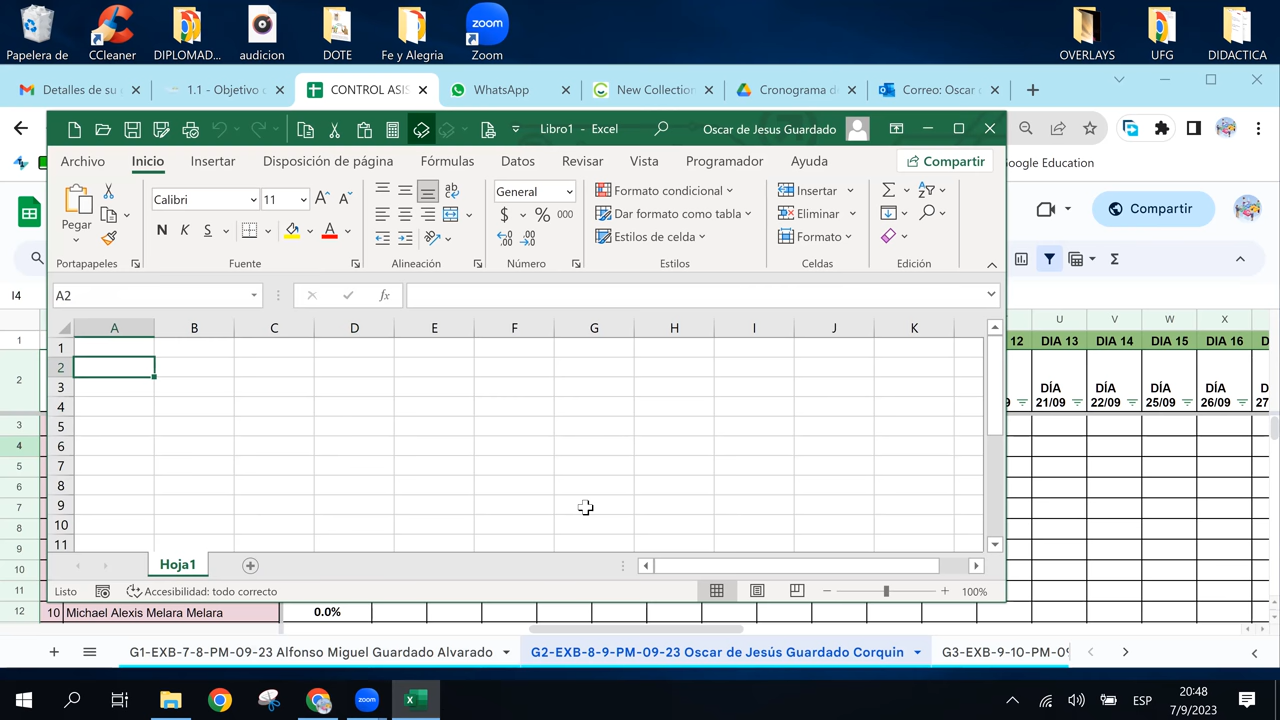 Papelera de
CCleaner
DIPLOMAD...
audicion
DOTE
Fe y Alegria
Zoom
OVERLAYS
UFG
DIDACTICA
Detalles de su
1.1 - Objetivo
CONTROL ASIS
WhatsApp
New Collection
Cronograma d
Correo: Oscar
Libro1 - Excel
Oscar de Jesus Guardado
Google Education
Archivo
Inicio
Insertar
Disposición de página
Fórmulas
Datos
Revisar
Vista
Programador
Ayuda
Compartir
Pegar
Calibri
11
General
Formato condicional
Dar formato como tabla
Estilos de celda
Insertar
Eliminar
Formato
Portapapeles
Fuente
Alineación
Número
Estilos
Celdas
Edición
Compartir
I4
A2
fx
A B C D E F G H I J K
1
2
3
4
5
6
7
8
9
10
11
U V W X
1 12 DIA 13 DIA 14 DIA 15 DIA 16 D
2 9 DÍA 21/09 DÍA 22/09 DÍA 25/09 DÍA 26/09 27
3
4
5
6
7
8
9
10
11
12
Hoja1
Listo
Accesibilidad: todo correcto
100%
10 Michael Alexis Melara Melara 0.0%
G1-EXB-7-8-PM-09-23 Alfonso Miguel Guardado Alvarado
G2-EXB-8-9-PM-09-23 Oscar de Jesús Guardado Corquin
G3-EXB-9-10-PM-09
ESP
20:48
7/9/2023